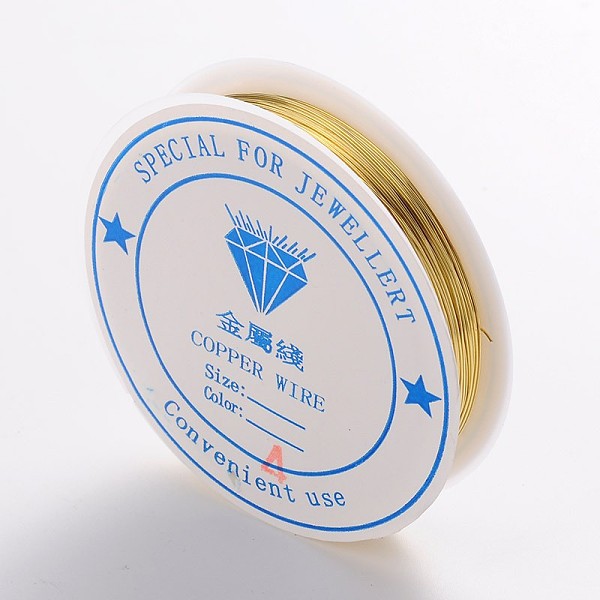 SPECIAL FOR JEWELLERT
金屬綫
COPPER WIRE
Size:
Color:
4
Convenient use